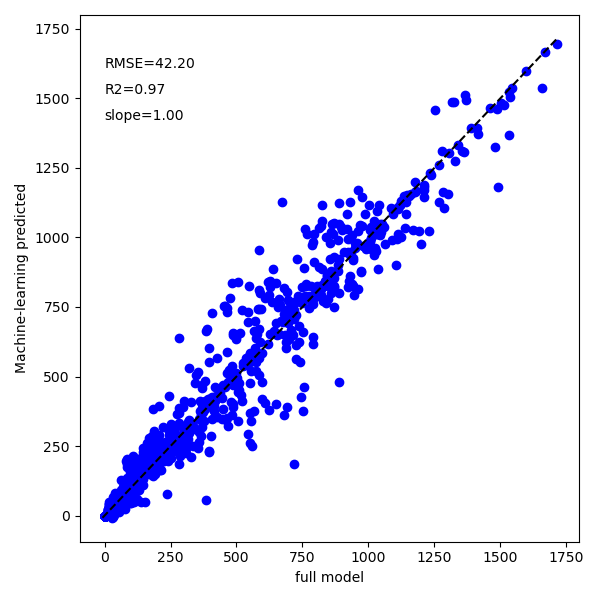 1750
1500
1250
1000
750
500
250
0
RMSE=42.20
R2=0.97
slope=1.00
Machine-learning predicted
0 250 500 750 1000 1250 1500 1750
full model